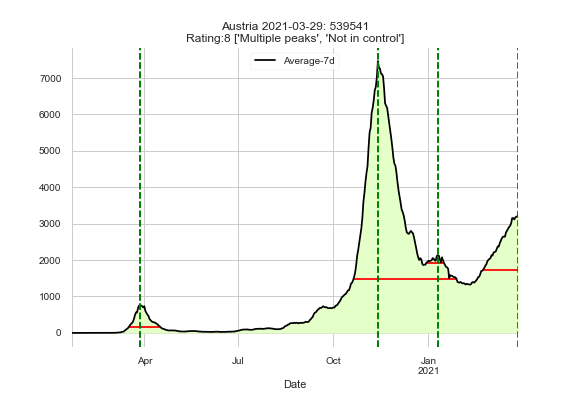 Austria 2021-03-29: 539541
Rating:8 ['Multiple peaks', 'Not in control']
Average-7d
7000
6000
5000
4000
3000
2000
1000
0
Apr
Jul
Oct
Jan
2021
Date